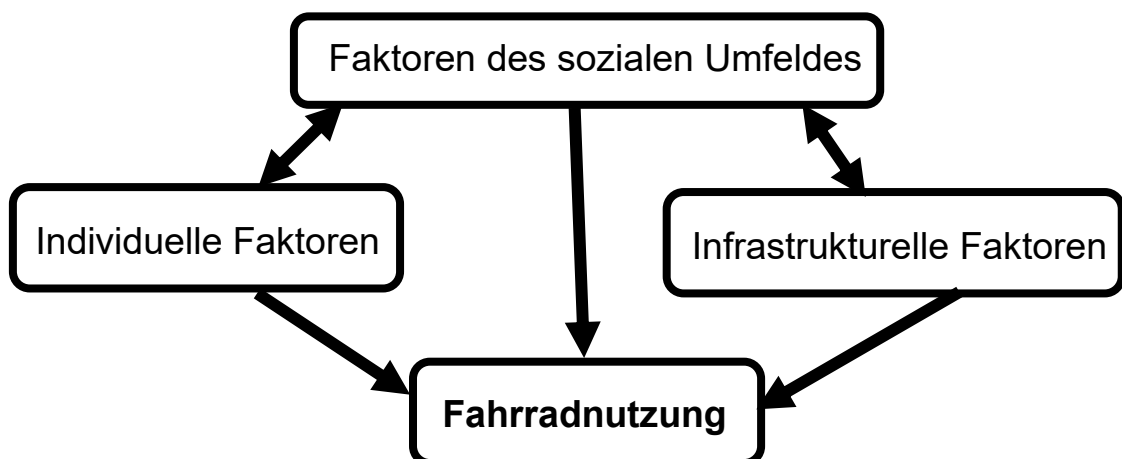 Faktoren des sozialen Umfeldes
Individuelle Faktoren
Infrastrukturelle Faktoren
Fahrradnutzung